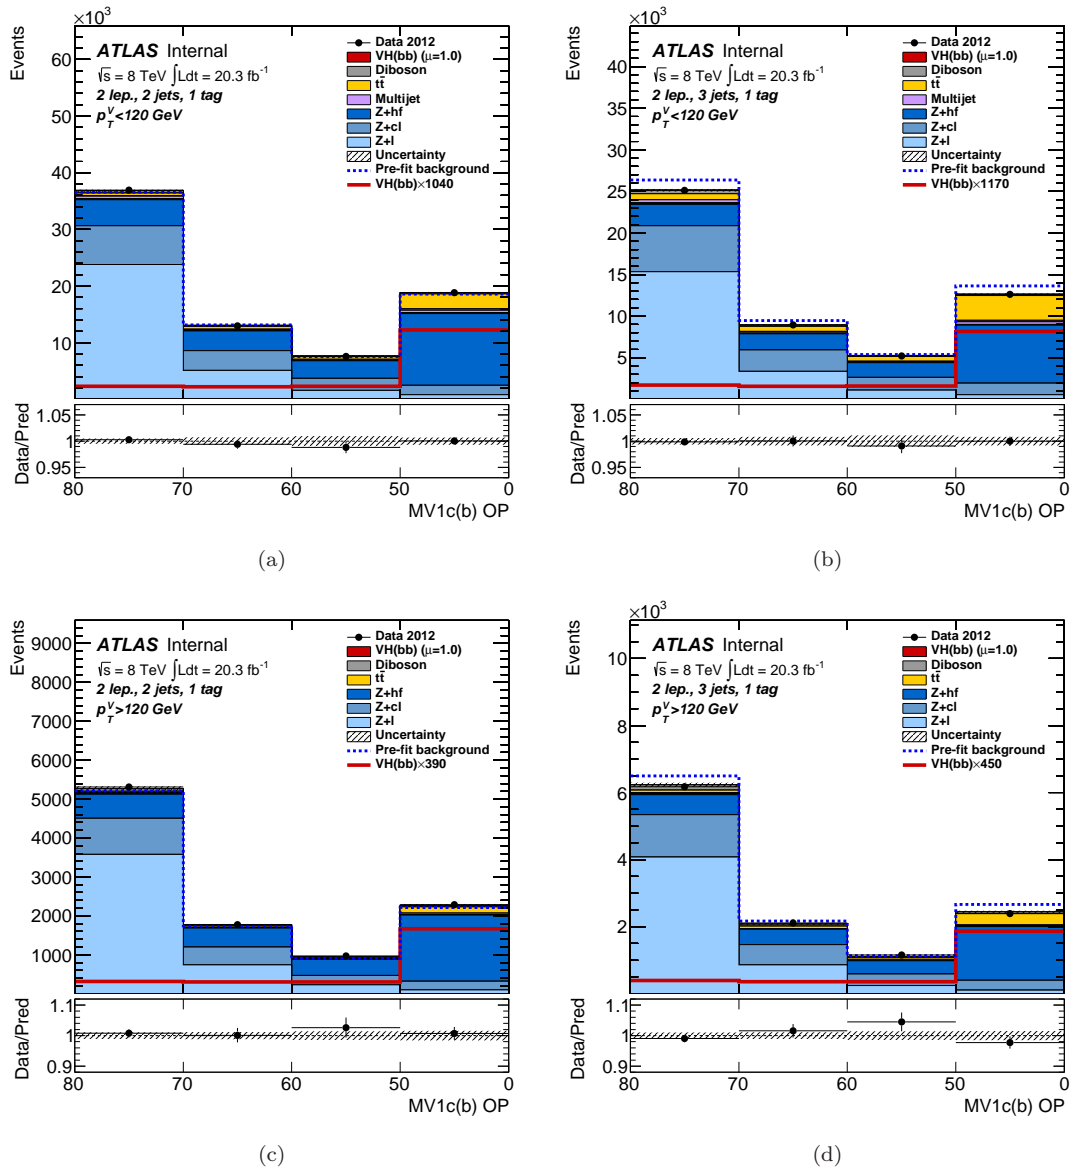 ×10³
Events
60
50
40
30
20
10
ATLAS Internal
√s = 8 TeV ∫Ldt = 20.3 fb⁻¹
2 lep., 2 jets, 1 tag
p_T^V<120 GeV
Data 2012
VH(bb) (μ=1.0)
Diboson
tt̄
Multijet
Z+hf
Z+cl
Z+l
Uncertainty
Pre-fit background
VH(bb)×1040
Data/Pred
1.05
1
0.95
80 70 60 50 0
MV1c(b) OP
(a)
×10³
Events
40
35
30
25
20
15
10
5
ATLAS Internal
√s = 8 TeV ∫Ldt = 20.3 fb⁻¹
2 lep., 3 jets, 1 tag
p_T^V<120 GeV
Data 2012
VH(bb) (μ=1.0)
Diboson
tt̄
Multijet
Z+hf
Z+cl
Z+l
Uncertainty
Pre-fit background
VH(bb)×1170
Data/Pred
1.05
1
0.95
80 70 60 50 0
MV1c(b) OP
(b)
Events
9000
8000
7000
6000
5000
4000
3000
2000
1000
ATLAS Internal
√s = 8 TeV ∫Ldt = 20.3 fb⁻¹
2 lep., 2 jets, 1 tag
p_T^V>120 GeV
Data 2012
VH(bb) (μ=1.0)
Diboson
tt̄
Z+hf
Z+cl
Z+l
Uncertainty
Pre-fit background
VH(bb)×390
Data/Pred
1.1
1
0.9
80 70 60 50 0
MV1c(b) OP
(c)
×10³
Events
10
8
6
4
2
ATLAS Internal
√s = 8 TeV ∫Ldt = 20.3 fb⁻¹
2 lep., 3 jets, 1 tag
p_T^V>120 GeV
Data 2012
VH(bb) (μ=1.0)
Diboson
tt̄
Z+hf
Z+cl
Z+l
Uncertainty
Pre-fit background
VH(bb)×450
Data/Pred
1.1
1
0.9
80 70 60 50 0
MV1c(b) OP
(d)